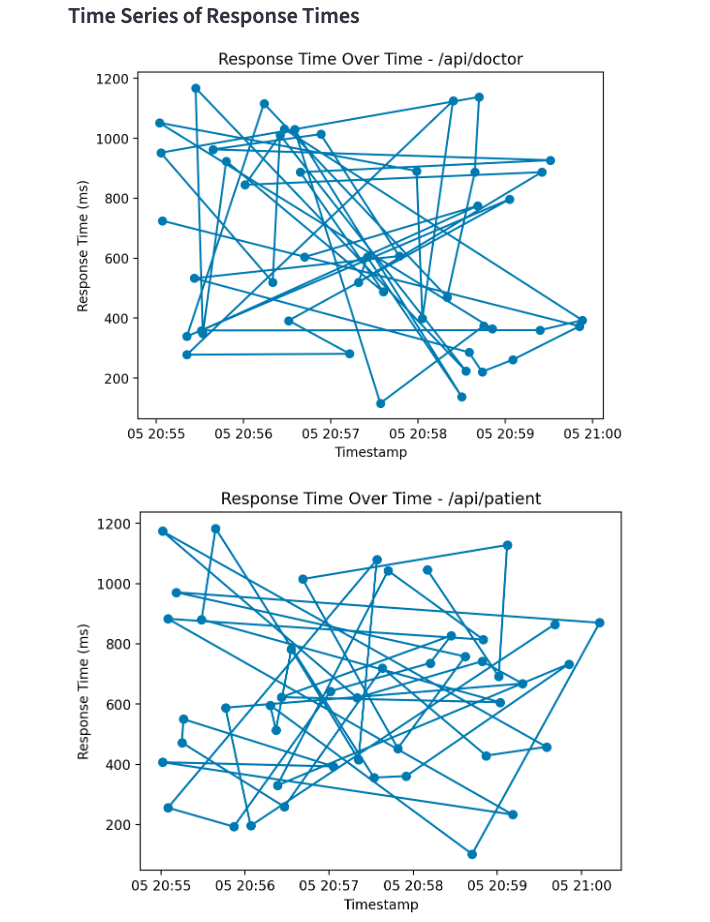 Time Series of Response Times
Response Time Over Time - /api/doctor
1200
1000
800
600
400
200
Response Time (ms)
05 20:55 05 20:56 05 20:57 05 20:58 05 20:59 05 21:00
Timestamp
Response Time Over Time - /api/patient
1200
1000
800
600
400
200
Response Time (ms)
05 20:55 05 20:56 05 20:57 05 20:58 05 20:59 05 21:00
Timestamp